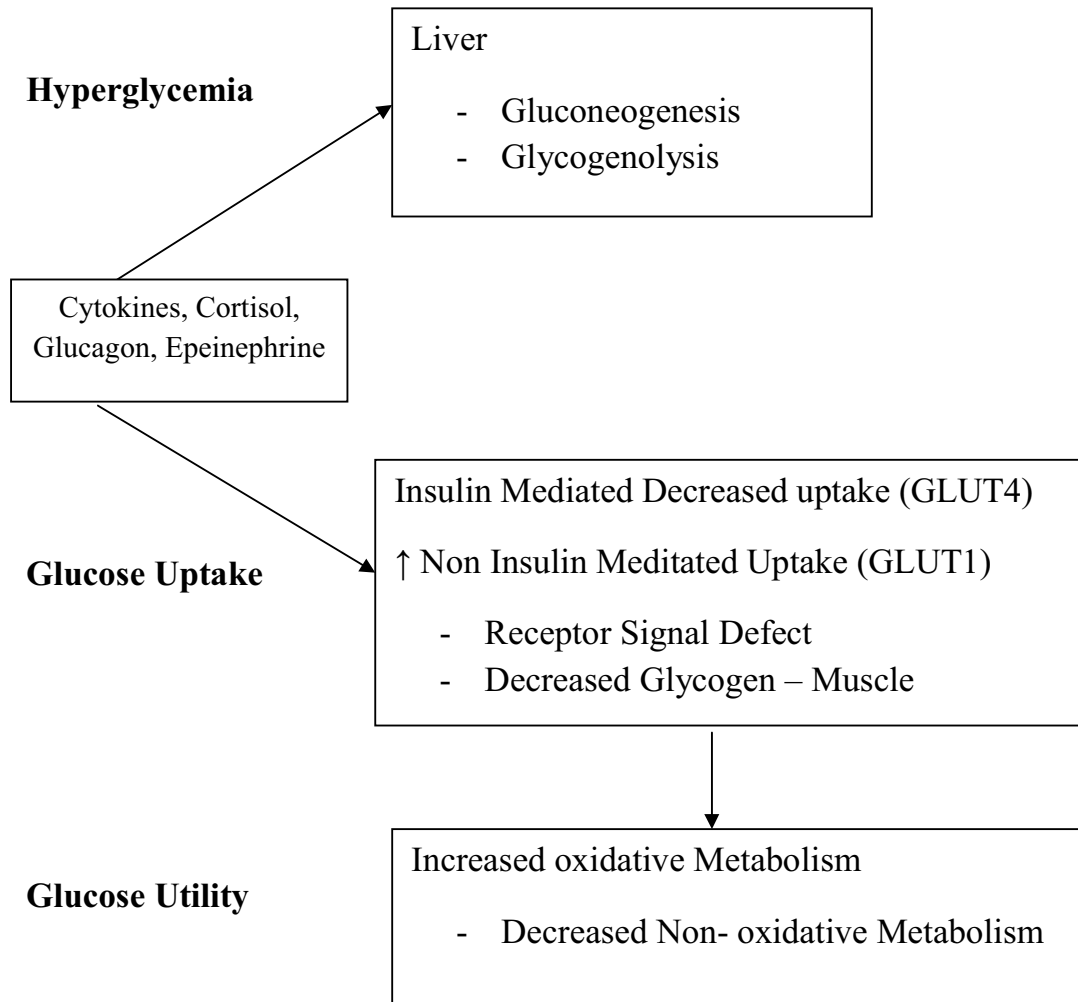 Liver
Hyperglycemia
- Gluconeogenesis
- Glycogenolysis
Cytokines, Cortisol,
Glucagon, Epeinephrine
Insulin Mediated Decreased uptake (GLUT4)
↑ Non Insulin Meditated Uptake (GLUT1)
Glucose Uptake
- Receptor Signal Defect
- Decreased Glycogen – Muscle
Increased oxidative Metabolism
Glucose Utility
- Decreased Non- oxidative Metabolism